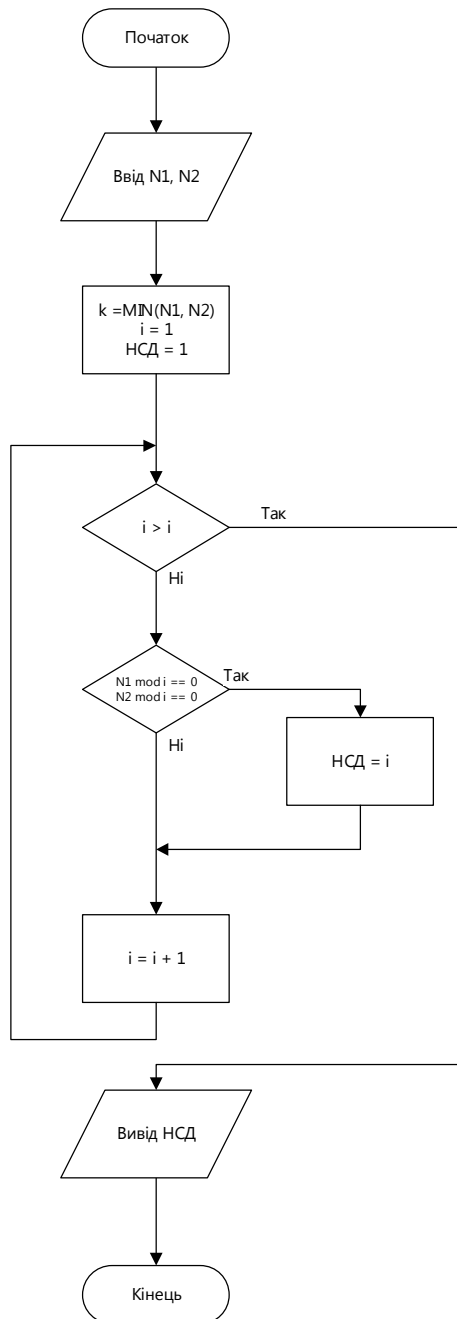 Початок
Ввід N1, N2
k =MIN(N1, N2)
i = 1
НСД = 1
i > i
Так
Ні
N1 mod i == 0
N2 mod i == 0
Так
Ні
НСД = i
i = i + 1
Вивід НСД
Кінець